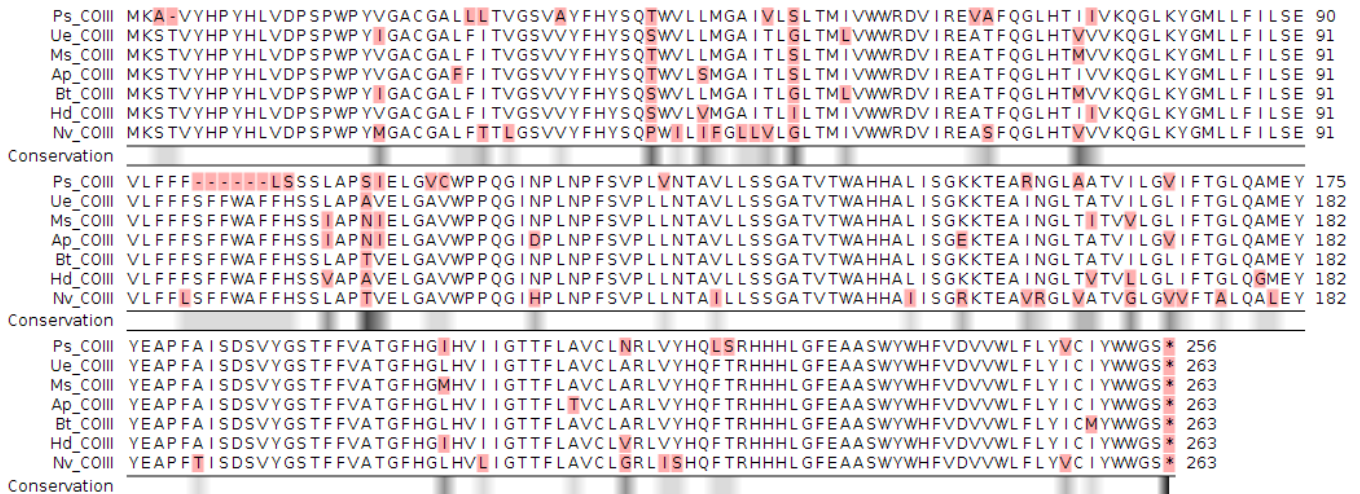 Ps_COIII MKA-VYHPYHLVDPSPWPYVGACGALLLTVGSVAYFHYSQTWVLLMGAIVLSLTMIVWWRDVIREVAFQGLHTIIVKQGLKYGMLLFILSE 90
Ue_COIII MKSTVYHPYHLVDPSPWPYIGACGALFITVGSVVYFHYSQSWVLLMGAITLGLTMLVWWRDVIREATFQGLHTVVVKQGLKYGMLLFILSE 91
Ms_COIII MKSTVYHPYHLVDPSPWPYVGACGALFITVGSVVYFHYSQTWVLLMGAITLSLTMIVWWRDVIREATFQGLHTMVVKQGLKYGMLLFILSE 91
Ap_COIII MKSTVYHPYHLVDPSPWPYVGACGAFFITVGSVVYFHYSQTWVLSMGAITLSLTMIVWWRDVIREATFQGLHTIVVKQGLKYGMLLFILSE 91
Bt_COIII MKSTVYHPYHLVDPSPWPYIGACGALFITVGSVVYFHYSQSWVLLMGAITLGLTMLVWWRDVIREATFQGLHTMVVKQGLKYGMLLFILSE 91
Hd_COIII MKSTVYHPYHLVDPSPWPYVGACGALFITVGSVVYFHYSQSWVLVMGAITLILTMIVWWRDVIREATFQGLHTIIVKQGLKYGMLLFILSE 91
Nv_COIII MKSTVYHPYHLVDPSPWPYMGACGALFTTLGSVVYFHYSQPWILIFGLLVLGLTMIVWWRDVIREASFQGLHTVVVKQGLKYGMLLFILSE 91
Conservation
Ps_COIII VLFFF------LSSSLAPSIELGVCWPPQGINPLNPFSVPLVNTAVLLSSGATVTWAHHALISGKKTEARNGLAATVILGVIFTGLQAMEY 175
Ue_COIII VLFFFSFFWAFFHSSLAPAVELGAVWPPQGINPLNPFSVPLLNTAVLLSSGATVTWAHHALISGKKTEAINGLTATVILGLIFTGLQAMEY 182
Ms_COIII VLFFFSFFWAFFHSSIAPNIELGAVWPPQGINPLNPFSVPLLNTAVLLSSGATVTWAHHALISGKKTEAINGLTITVVLGLIFTGLQAMEY 182
Ap_COIII VLFFFSFFWAFFHSSIAPNIELGAVWPPQGIDPLNPFSVPLLNTAVLLSSGATVTWAHHALISGEKTEAINGLTATVILGVIFTGLQAMEY 182
Bt_COIII VLFFFSFFWAFFHSSLAPTVELGAVWPPQGINPLNPFSVPLLNTAVLLSSGATVTWAHHALISGKKTEAINGLTATVILGLIFTGLQAMEY 182
Hd_COIII VLFFFSFFWAFFHSSVAPAVELGAVWPPQGINPLNPFSVPLLNTAVLLSSGATVTWAHHALISGKKTEAINGLTVTVLLGLIFTGLQGMEY 182
Nv_COIII VLFFLSFFWAFFHSSLAPTVELGAVWPPQGIHPLNPFSVPLLNTAILLSSGATVTWAHHAIISGRKTEAVRGLVATVGLGVVFTALQALEY 182
Conservation
Ps_COIII YEAPFAISDSVYGSTFFVATGFHGIHVIIGTTFLAVCLNRLVYHQLSRHHHLGFEAASWYWHFVDVVWLFLYVCIYWWGS* 256
Ue_COIII YEAPFAISDSVYGSTFFVATGFHGLHVIIGTTFLAVCLARLVYHQFTRHHHLGFEAASWYWHFVDVVWLFLYICIYWWGS* 263
Ms_COIII YEAPFAISDSVYGSTFFVATGFHGMHVIIGTTFLAVCLARLVYHQFTRHHHLGFEAASWYWHFVDVVWLFLYICIYWWGS* 263
Ap_COIII YEAPFAISDSVYGSTFFVATGFHGLHVIIGTTFLTVCLARLVYHQFTRHHHLGFEAASWYWHFVDVVWLFLYICIYWWGS* 263
Bt_COIII YEAPFAISDSVYGSTFFVATGFHGLHVIIGTTFLAVCLARLVYHQFTRHHHLGFEAASWYWHFVDVVWLFLYICMYWWGS* 263
Hd_COIII YEAPFAISDSVYGSTFFVATGFHGIHVIIGTTFLAVCLVRLVYHQFTRHHHLGFEAASWYWHFVDVVWLFLYICIYWWGS* 263
Nv_COIII YEAPFTISDSVYGSTFFVATGFHGLHVLIGTTFLAVCLGRLISHQFTRHHHLGFEAASWYWHFVDVVWLFLYVCIYWWGS* 263
Conservation